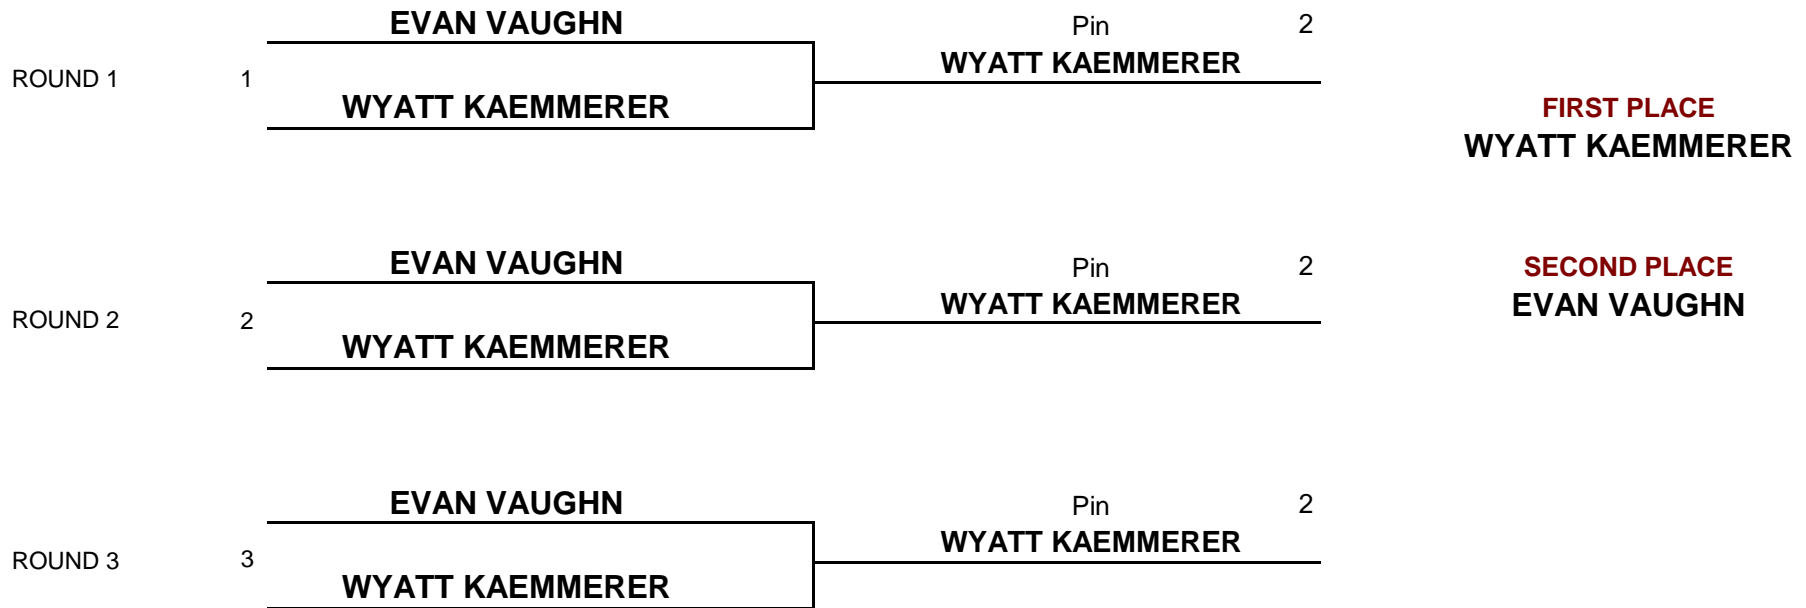 EVAN VAUGHN Pin 2
WYATT KAEMMERER
ROUND 1 1
WYATT KAEMMERER FIRST PLACE
WYATT KAEMMERER
EVAN VAUGHN Pin 2 SECOND PLACE
WYATT KAEMMERER EVAN VAUGHN
ROUND 2 2
WYATT KAEMMERER
EVAN VAUGHN Pin 2
WYATT KAEMMERER
ROUND 3 3
WYATT KAEMMERER